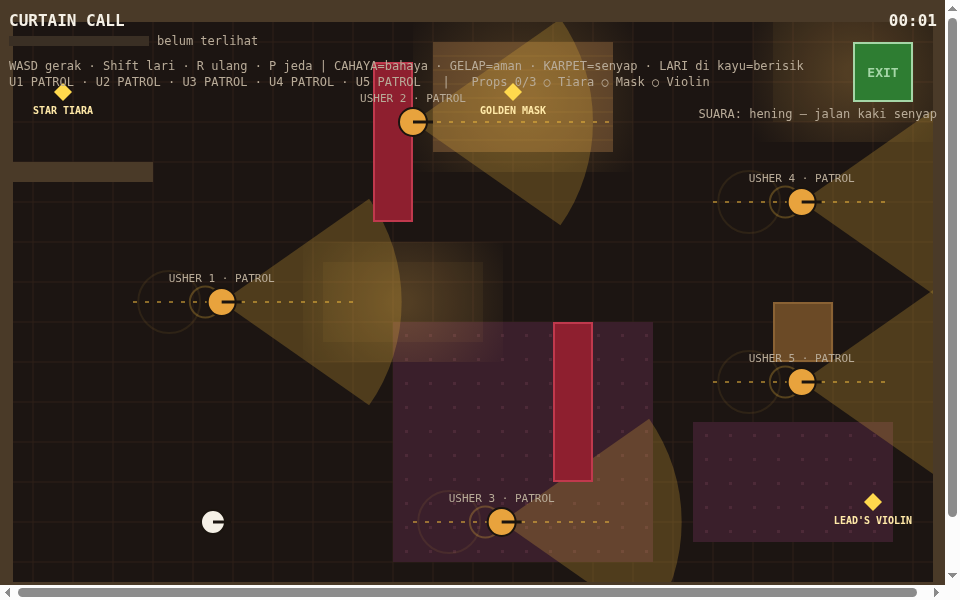 CURTAIN CALL
00:01
belum terlihat
WASD gerak · Shift lari · R ulang · P jeda | CAHAYA=bahaya · GELAP=aman · KARPET=senyap · LARI di kayu=berisik
U1 PATROL · U2 PATROL · U3 PATROL · U4 PATROL · U5 PATROL | Props 0/3 ○ Tiara ○ Mask ○ Violin
EXIT
USHER 2 · PATROL
STAR TIARA
GOLDEN MASK
SUARA: hening — jalan kaki senyap
USHER 4 · PATROL
USHER 1 · PATROL
USHER 5 · PATROL
USHER 3 · PATROL
LEAD'S VIOLIN